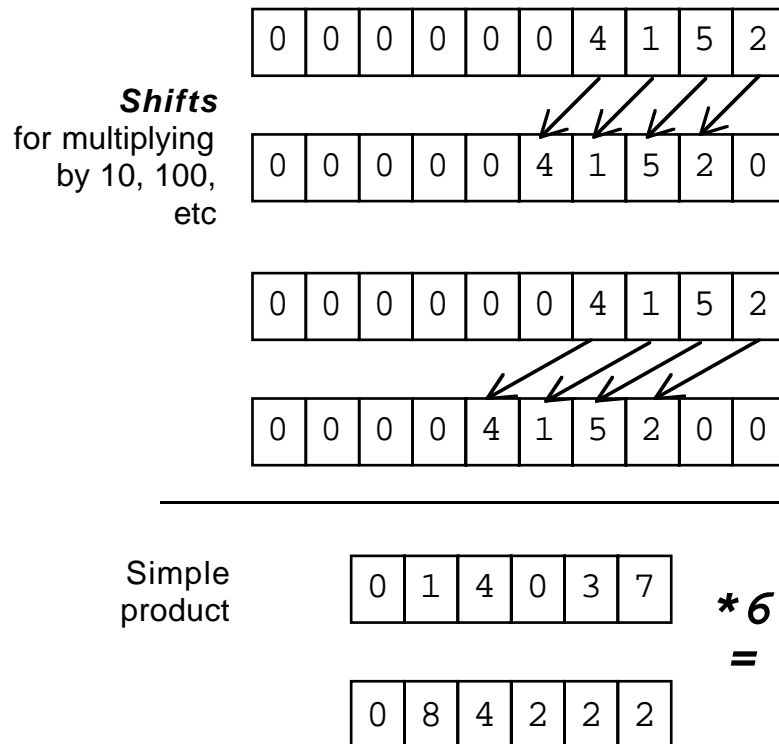 0 0 0 0 0 0 4 1 5 2
Shifts
for multiplying
by 10, 100,
etc
0 0 0 0 0 4 1 5 2 0
0 0 0 0 0 0 4 1 5 2
0 0 0 0 4 1 5 2 0 0
Simple
product
0 1 4 0 3 7
*6
=
0 8 4 2 2 2